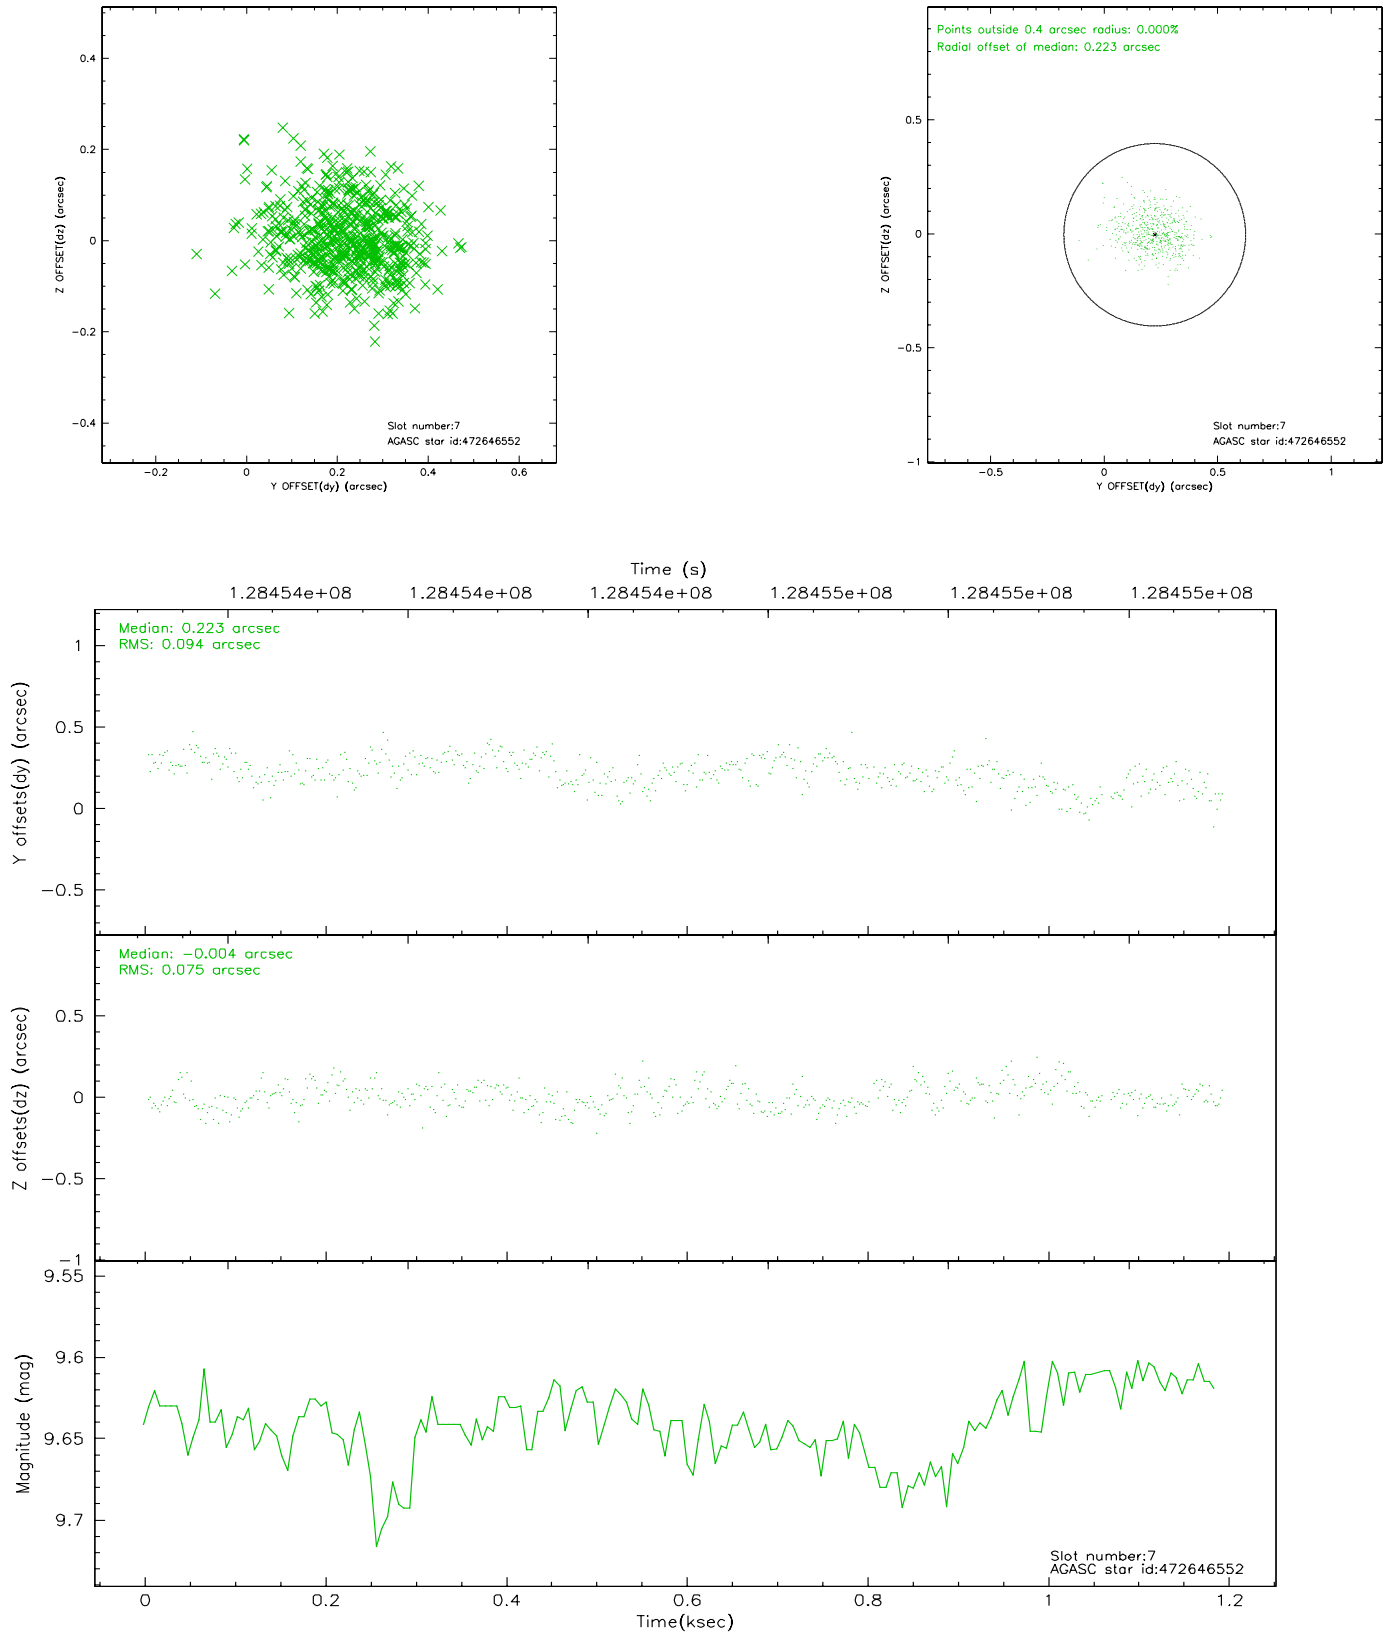 0.4
0.2
0
−0.2
−0.4
Z OFFSET(dz) (arcsec)
Slot number:7
AGASC star id:472646552
−0.2 0 0.2 0.4 0.6
Y OFFSET(dy) (arcsec)
Points outside 0.4 arcsec radius: 0.000%
Radial offset of median: 0.223 arcsec
0.5
0
−0.5
−1
Z OFFSET(dz) (arcsec)
Slot number:7
AGASC star id:472646552
−0.5 0 0.5 1
Y OFFSET(dy) (arcsec)
Time (s)
1.28454e+08 1.28454e+08 1.28454e+08 1.28455e+08 1.28455e+08 1.28455e+08
Median: 0.223 arcsec
RMS: 0.094 arcsec
1
0.5
0
−0.5
Y offsets(dy) (arcsec)
Median: −0.004 arcsec
RMS: 0.075 arcsec
0.5
0
−0.5
−1
Z offsets(dz) (arcsec)
9.55
9.6
9.65
9.7
Magnitude (mag)
Slot number:7
AGASC star id:472646552
0 0.2 0.4 0.6 0.8 1 1.2
Time(ksec)